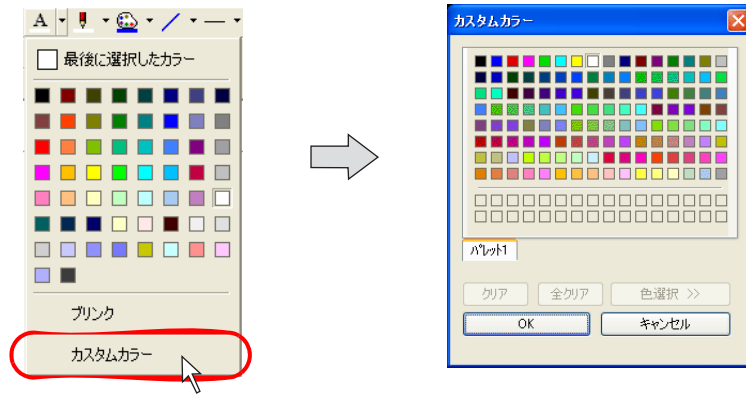 A
最後に選択したカラー
ブリンク
カスタムカラー
カスタムカラー
パレット1
クリア
全クリア
色選択 >>
OK
キャンセル